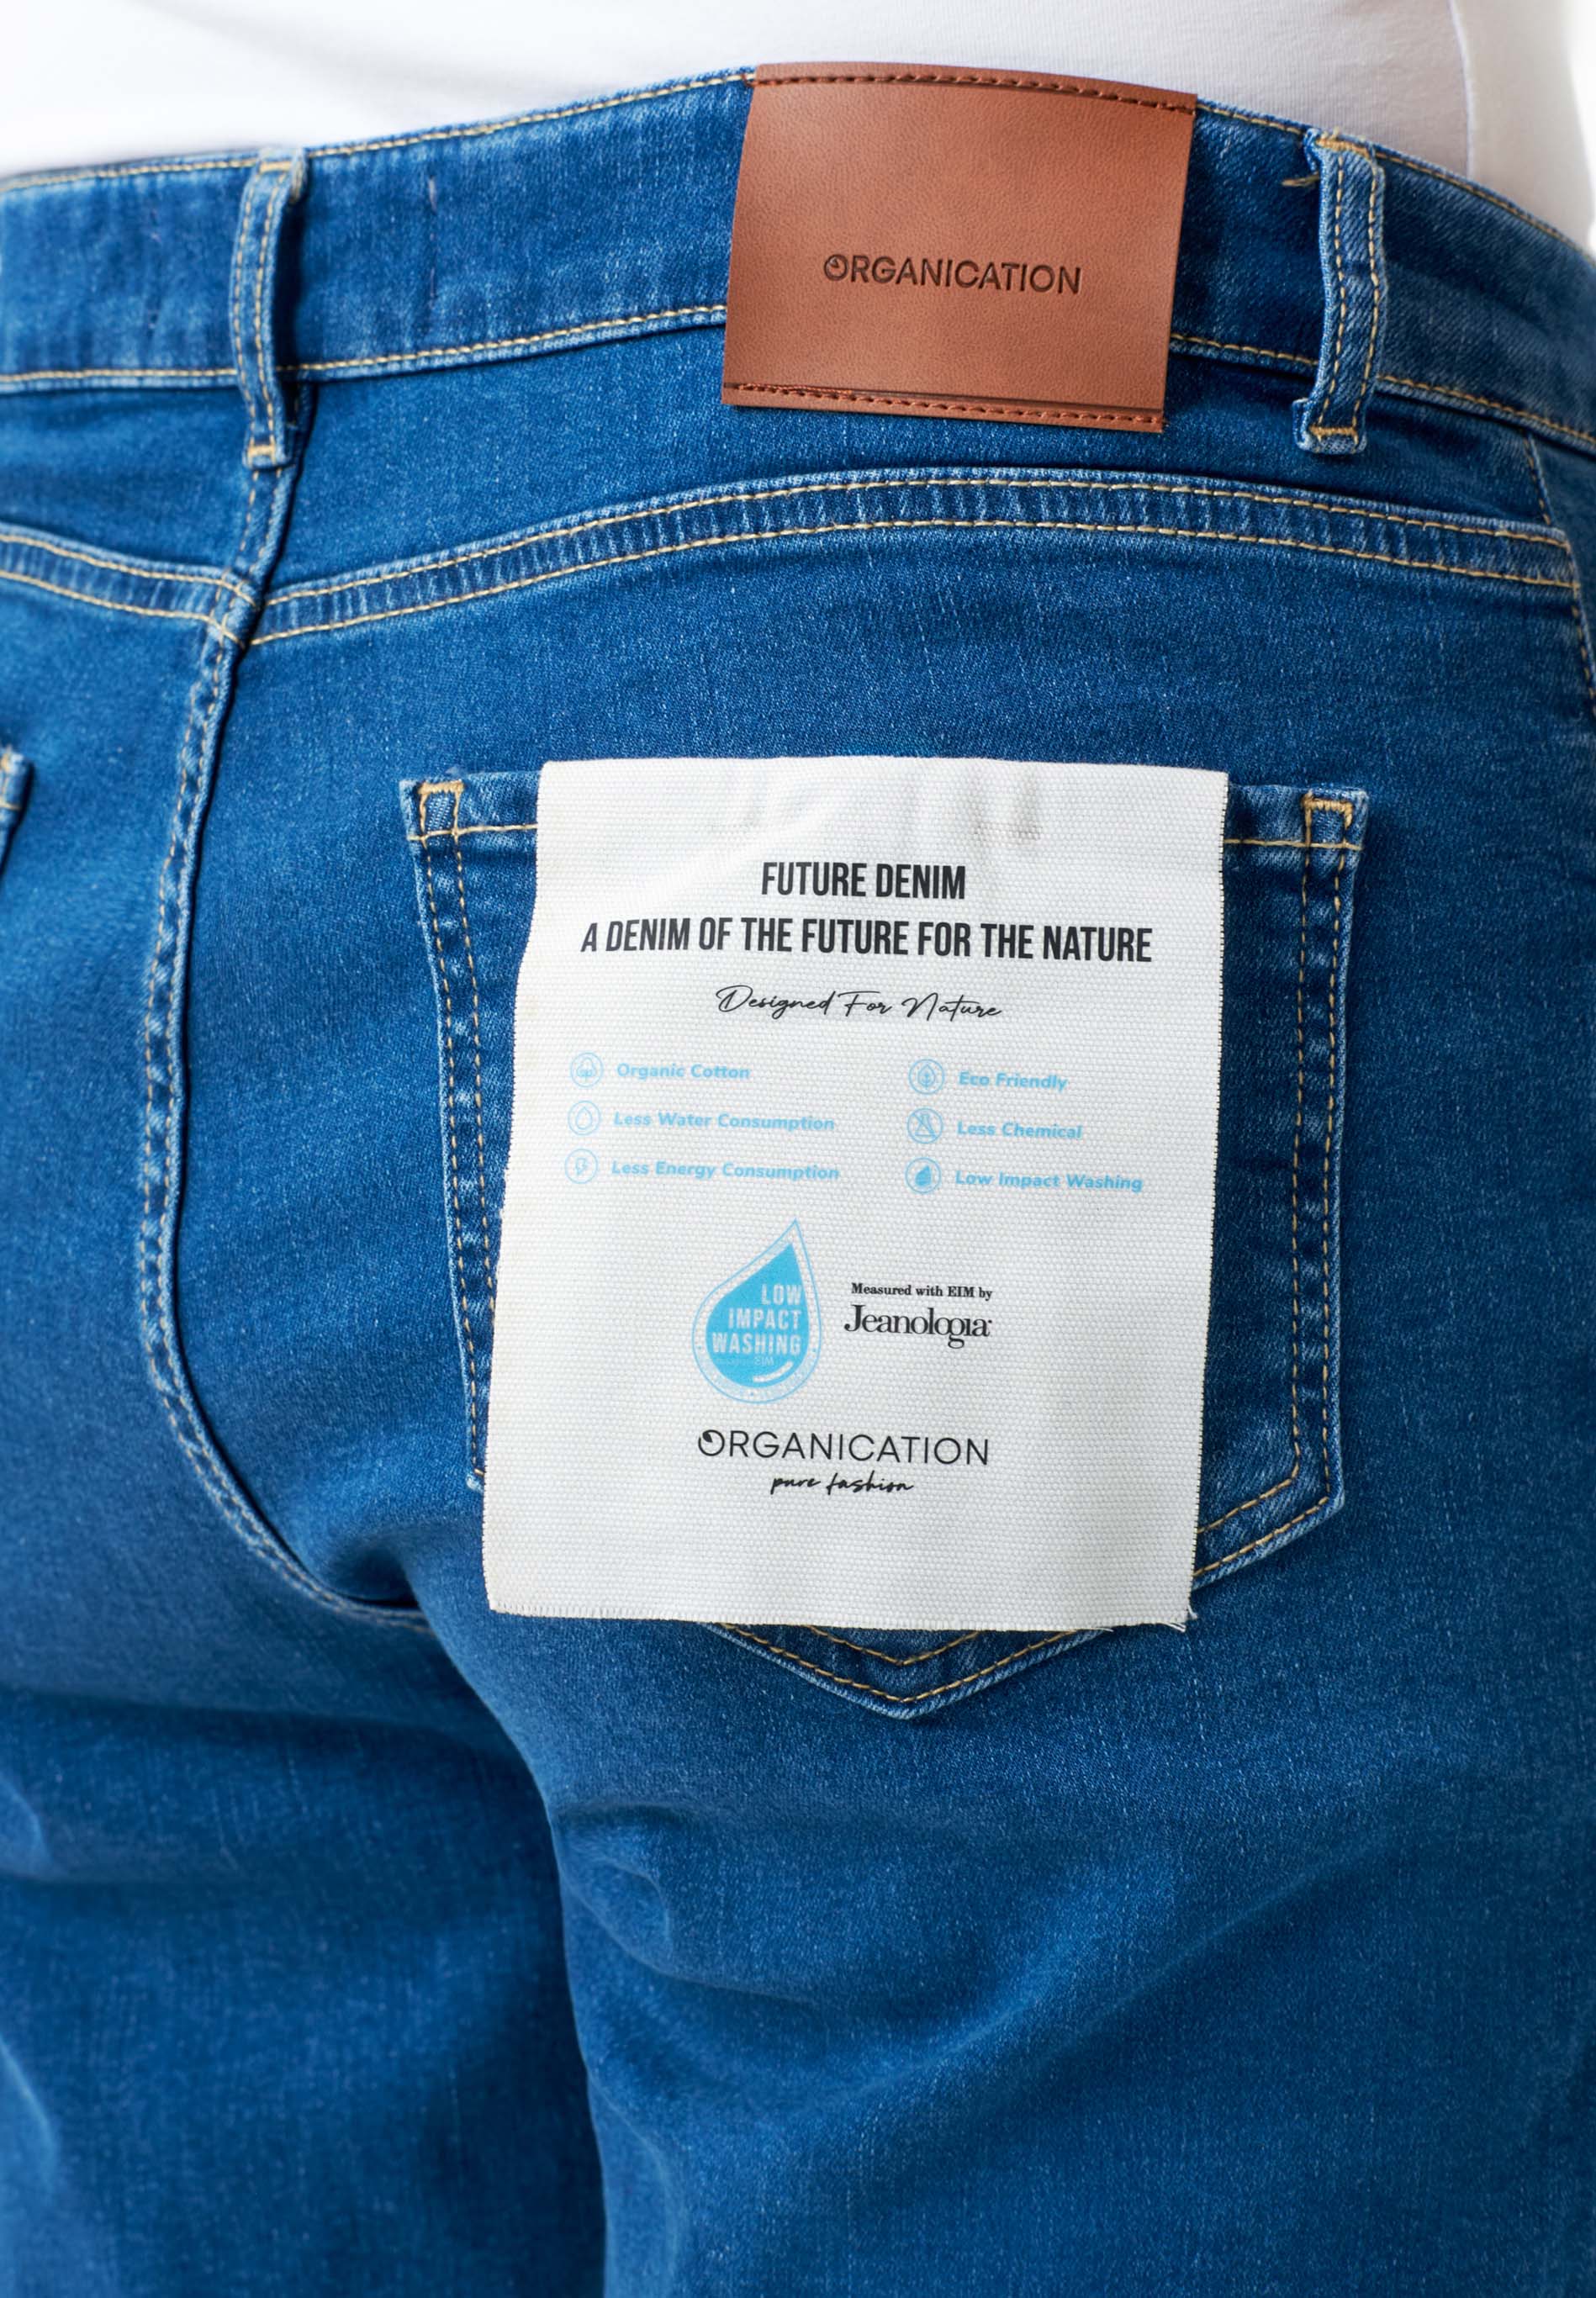 ORGANICATION
FUTURE DENIM
A DENIM OF THE FUTURE FOR THE NATURE
Designed For Nature
Organic Cotton
Eco Friendly
Less Water Consumption
Less Chemical
Less Energy Consumption
Low Impact Washing
LOW
IMPACT
WASHING
EIM
Measured with EIM by
Jeanologia
ORGANICATION
pure fashion